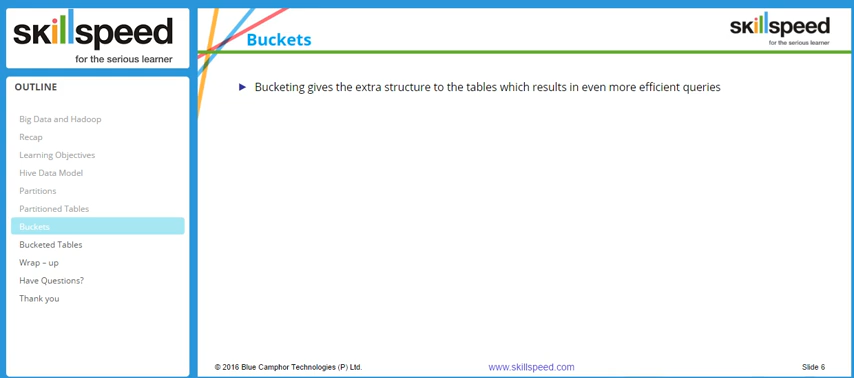 skillspeed
for the serious learner
OUTLINE
Big Data and Hadoop
Recap
Learning Objectives
Hive Data Model
Partitions
Partitioned Tables
Buckets
Bucketed Tables
Wrap – up
Have Questions?
Thank you
Buckets
skillspeed
for the serious learner
Bucketing gives the extra structure to the tables which results in even more efficient queries
© 2016 Blue Camphor Technologies (P) Ltd.
www.skillspeed.com
Slide 6